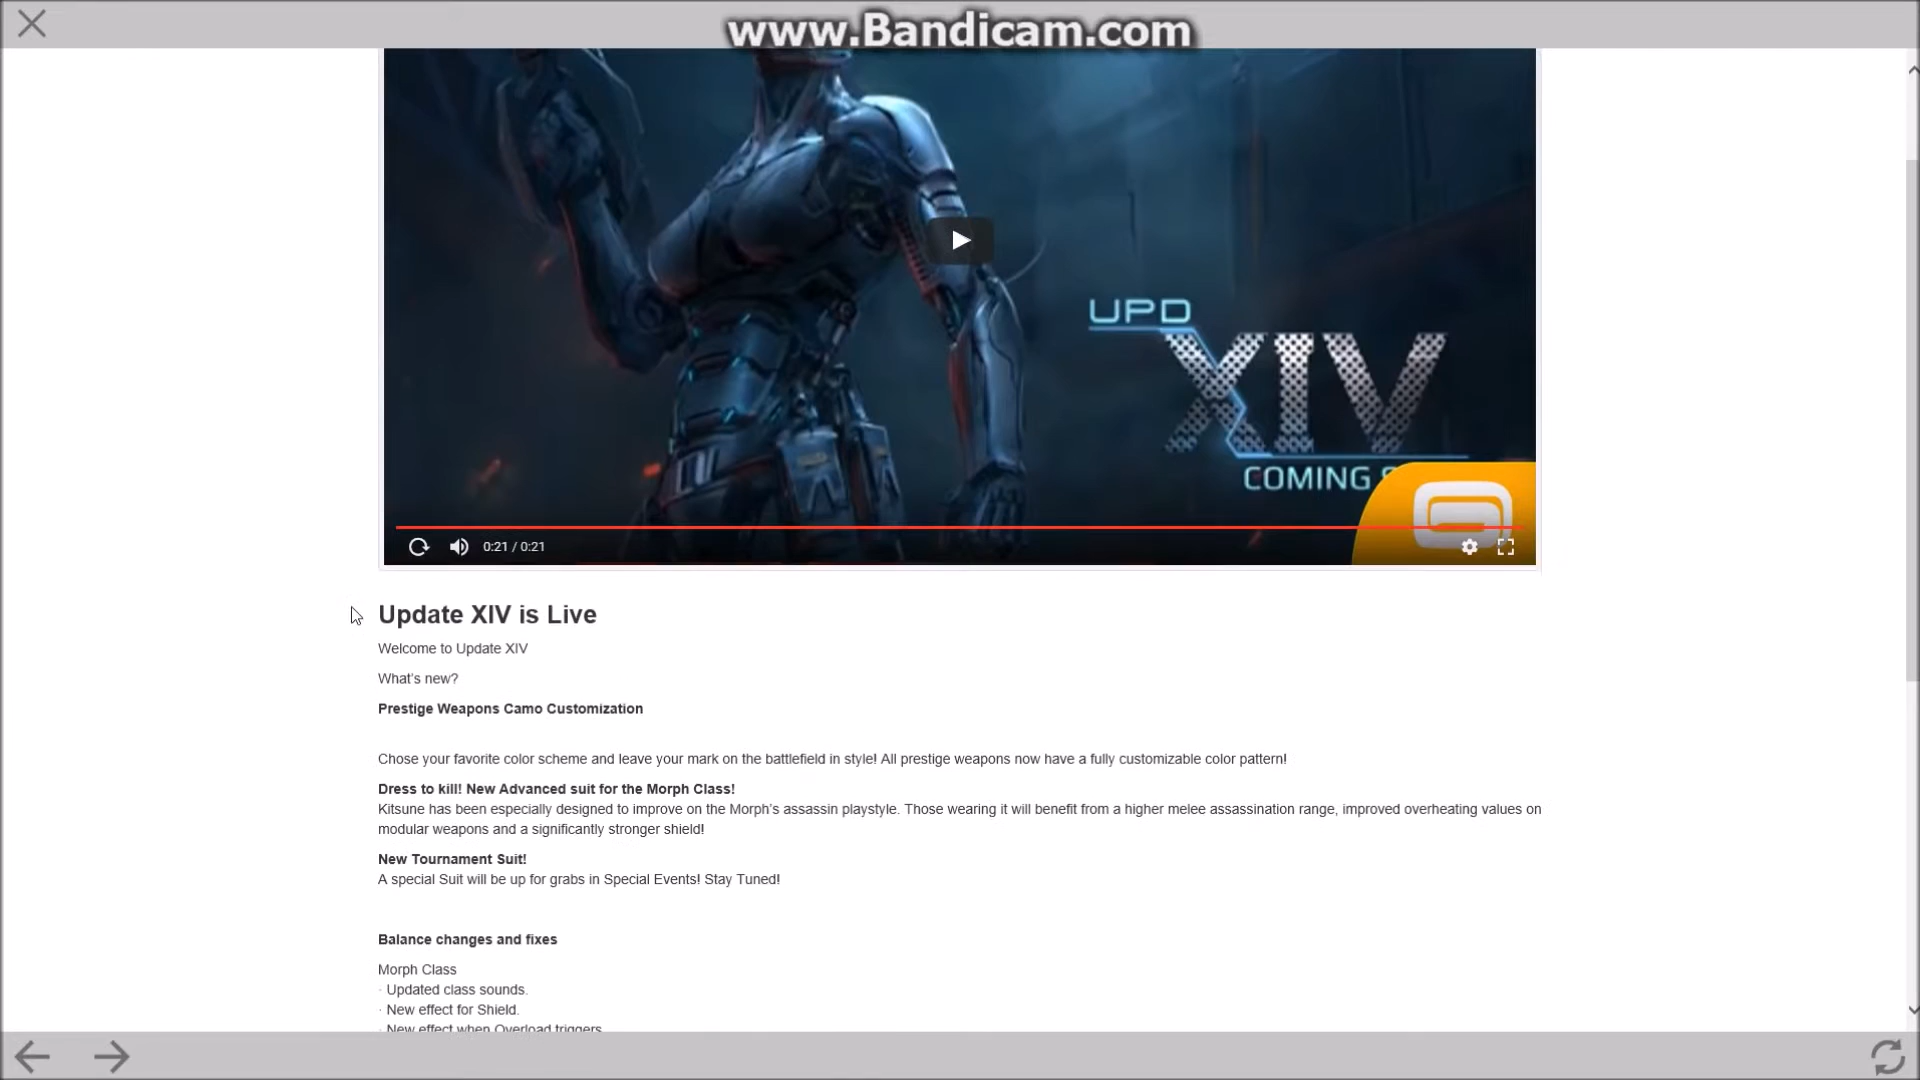 www.Bandicam.com
UPD
XIV
COMING
0:21 / 0:21
Update XIV is Live
Welcome to Update XIV
What's new?
Prestige Weapons Camo Customization
Chose your favorite color scheme and leave your mark on the battlefield in style! All prestige weapons now have a fully customizable color pattern!
Dress to kill! New Advanced suit for the Morph Class!
Kitsune has been especially designed to improve on the Morph's assassin playstyle. Those wearing it will benefit from a higher melee assassination range, improved overheating values on
modular weapons and a significantly stronger shield!
New Tournament Suit!
A special Suit will be up for grabs in Special Events! Stay Tuned!
Balance changes and fixes
Morph Class
· Updated class sounds.
· New effect for Shield.
· New effect when Overload triggers